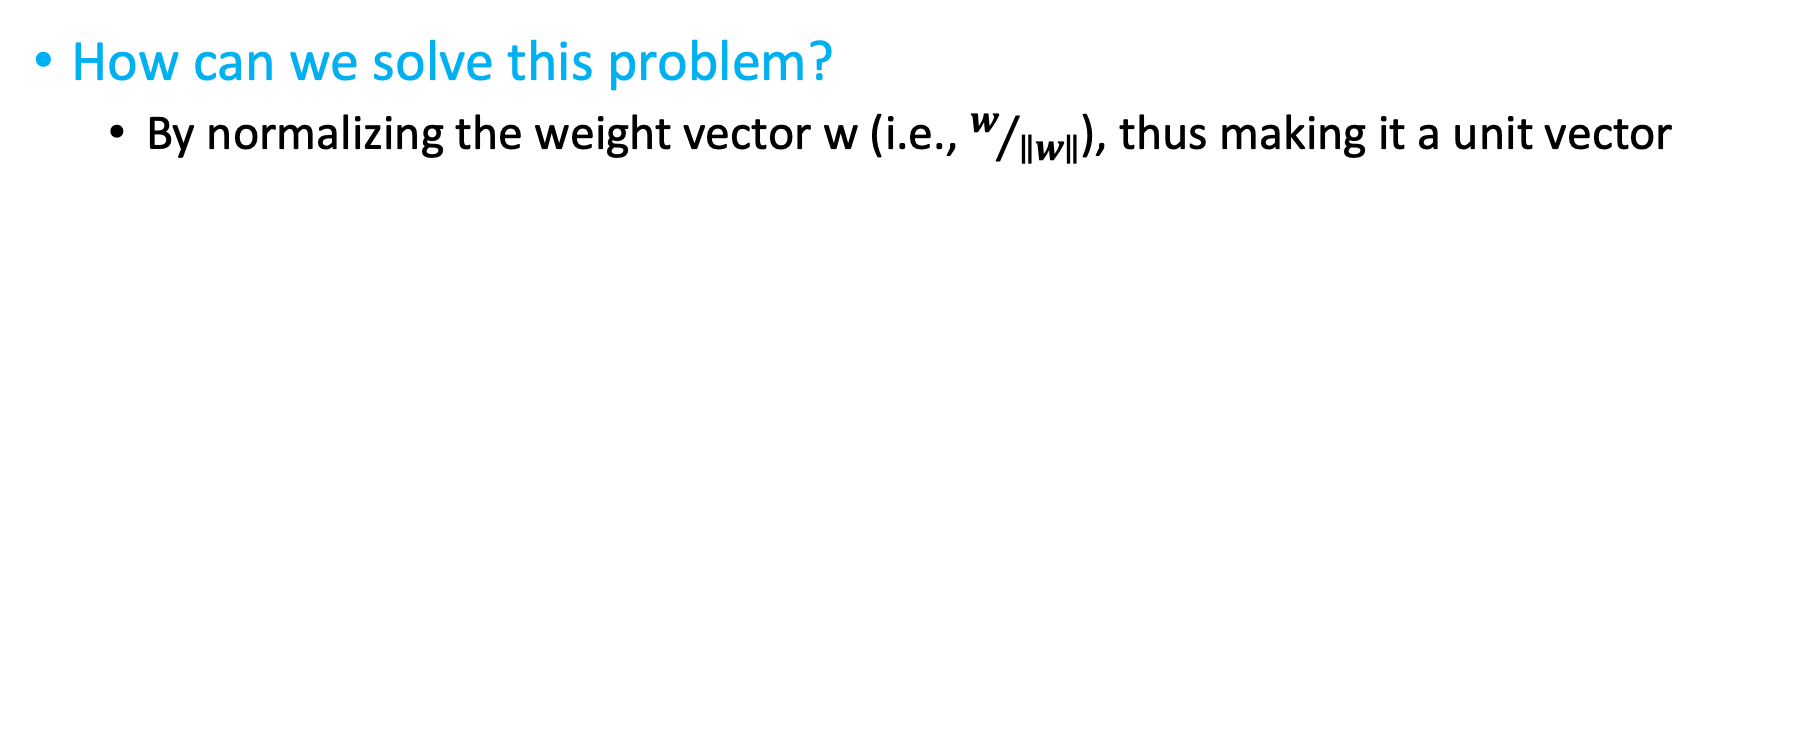 • How can we solve this problem?
• By normalizing the weight vector w (i.e., 𝒘/‖𝒘‖), thus making it a unit vector